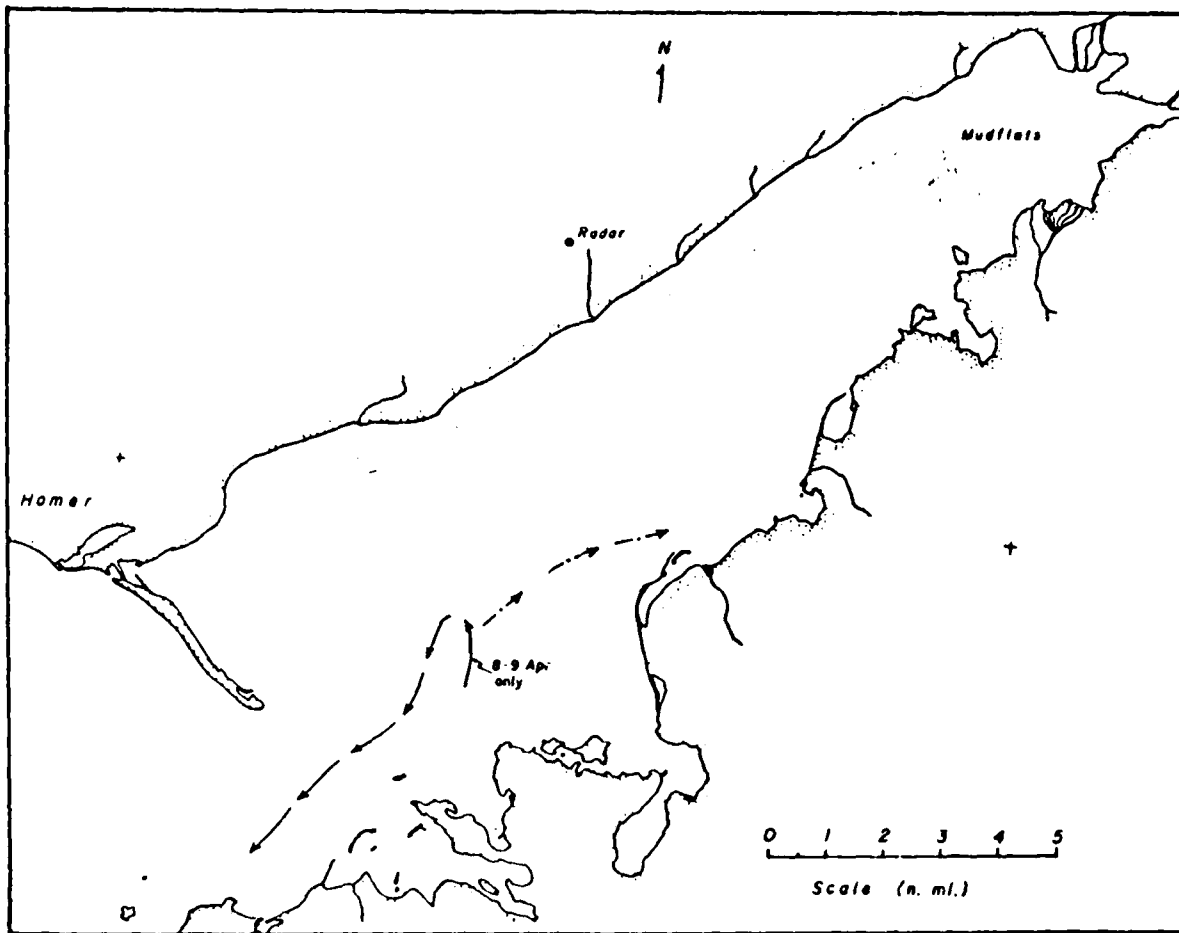 N
Mudflats
Radar
Homer
8-9 Apr
only
0 1 2 3 4 5
Scale (n. mi.)